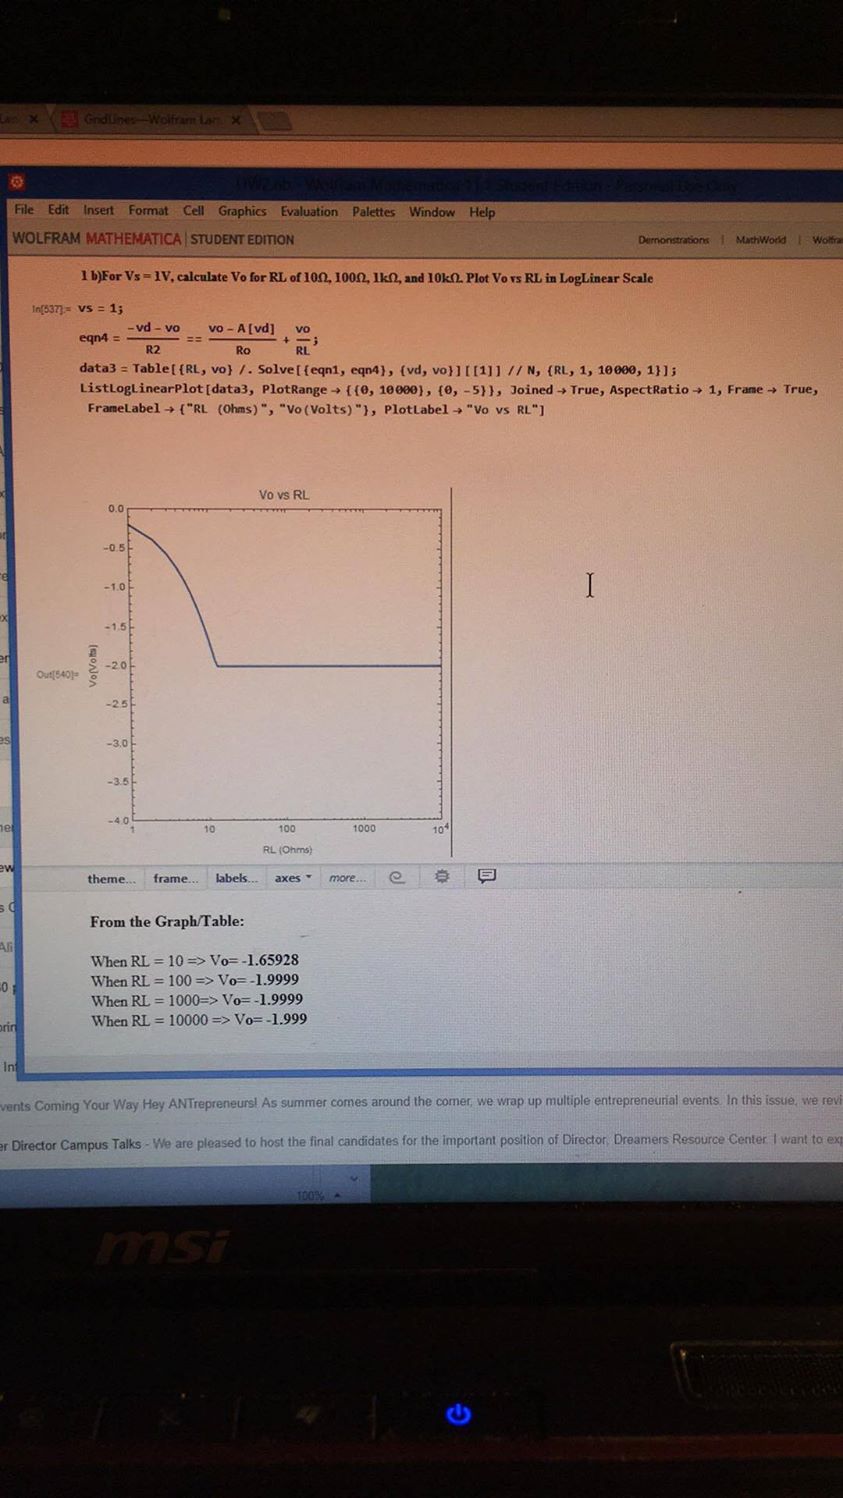 GridLines—Wolfram Lan
HW2.nb - Wolfram Mathematica 11.1 Student Edition - Personal Use Only
File Edit Insert Format Cell Graphics Evaluation Palettes Window Help
WOLFRAM MATHEMATICA | STUDENT EDITION Demonstrations | MathWorld | Wolfra
1 b)For Vs = 1V, calculate Vo for RL of 10Ω, 100Ω, 1kΩ, and 10kΩ. Plot Vo vs RL in LogLinear Scale
In[537]:= vs = 1;
eqn4 = (-vd - vo)/R2 == (vo - A[vd])/Ro + vo/RL;
data3 = Table[{RL, vo} /. Solve[{eqn1, eqn4}, {vd, vo}][[1]] // N, {RL, 1, 10000, 1}];
ListLogLinearPlot[data3, PlotRange → {{0, 10000}, {0, -5}}, Joined → True, AspectRatio → 1, Frame → True,
FrameLabel → {"RL (Ohms)", "Vo(Volts)"}, PlotLabel → "Vo vs RL"]
Vo vs RL
0.0
-0.5
-1.0
-1.5
Out[540]= Vo(Volts) -2.0
-2.5
-3.0
-3.5
-4.0
1 10 100 1000 10⁴
RL (Ohms)
theme... frame... labels... axes more...
From the Graph/Table:
When RL = 10 => Vo= -1.65928
When RL = 100 => Vo= -1.9999
When RL = 1000=> Vo= -1.9999
When RL = 10000 => Vo= -1.999
vents Coming Your Way Hey ANTrepreneurs! As summer comes around the corner, we wrap up multiple entrepreneurial events. In this issue, we revi
er Director Campus Talks - We are pleased to host the final candidates for the important position of Director, Dreamers Resource Center. I want to exp
100%
msi